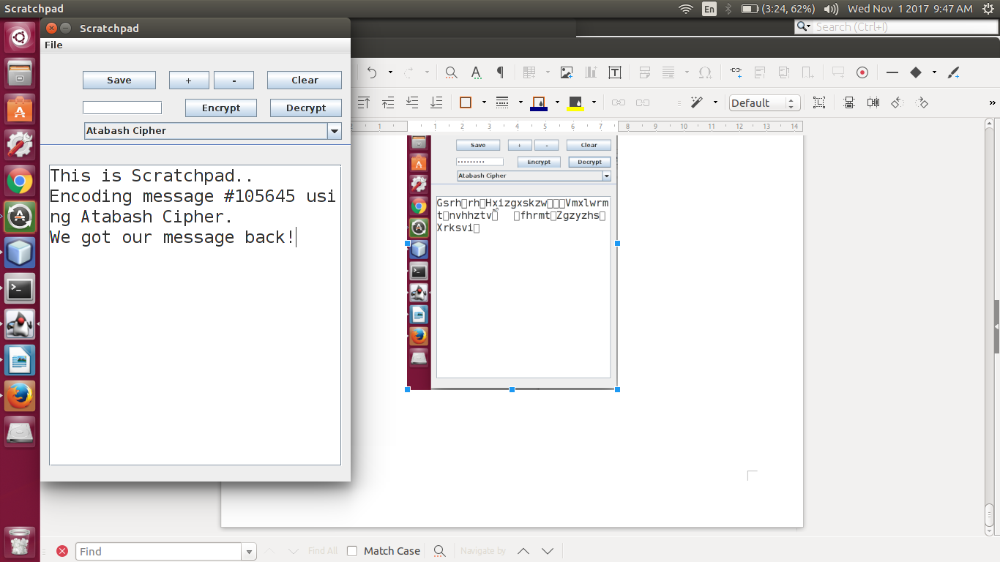 Scratchpad
En
(3:24, 62%)
Wed Nov 1 2017 9:47 AM
Scratchpad
Search (Ctrl+I)
File
Save
+
-
Clear
Encrypt
Decrypt
Atabash Cipher
Default
»
1
1
2
3
4
5
6
7
8
9
10
11
12
13
14
This is Scratchpad..
Encoding message #105645 usi
ng Atabash Cipher.
We got our message back!
Save
+
-
Clear
•••••••••
Encrypt
Decrypt
Atabash Cipher
Gsrh▯rh▯Hxizgxskzw▯▯▯Vmxlwrm
t▯nvhhztv▯ ▯fhrmt▯Zgzyzhs▯
Xrksvi▯
Find
Find All
Match Case
Navigate by